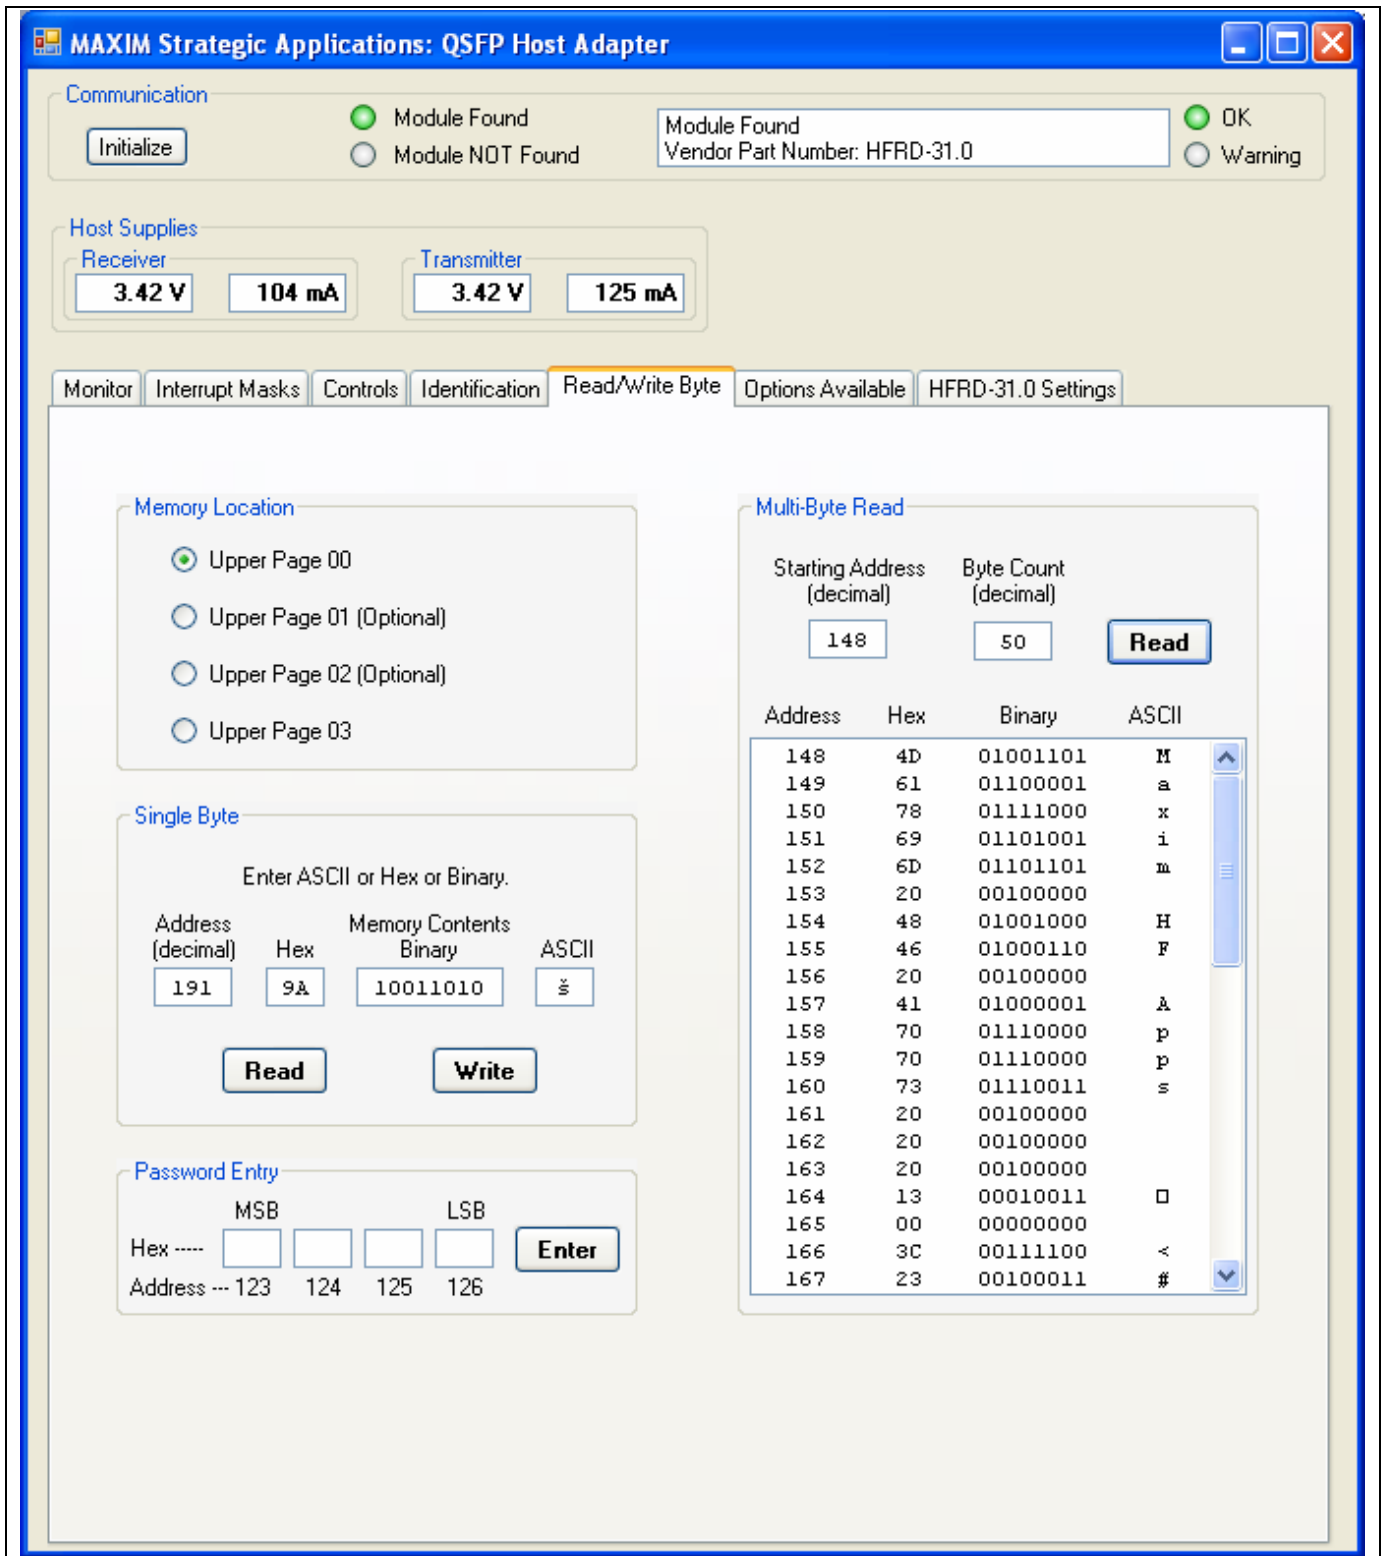 MAXIM Strategic Applications: QSFP Host Adapter
Communication
Initialize
Module Found
Module NOT Found
Module Found
Vendor Part Number: HFRD-31.0
OK
Warning
Host Supplies
Receiver
3.42 V 104 mA
Transmitter
3.42 V 125 mA
Monitor Interrupt Masks Controls Identification Read/Write Byte Options Available HFRD-31.0 Settings
Memory Location
Upper Page 00
Upper Page 01 (Optional)
Upper Page 02 (Optional)
Upper Page 03
Single Byte
Enter ASCII or Hex or Binary.
Address Memory Contents
(decimal) Hex Binary ASCII
191 9A 10011010 š
Read Write
Password Entry
MSB LSB
Hex ----- Enter
Address --- 123 124 125 126
Multi-Byte Read
Starting Address Byte Count
(decimal) (decimal)
148 50 Read
Address Hex Binary ASCII
148 4D 01001101 M
149 61 01100001 a
150 78 01111000 x
151 69 01101001 i
152 6D 01101101 m
153 20 00100000
154 48 01001000 H
155 46 01000110 F
156 20 00100000
157 41 01000001 A
158 70 01110000 p
159 70 01110000 p
160 73 01110011 s
161 20 00100000
162 20 00100000
163 20 00100000
164 13 00010011 □
165 00 00000000
166 3C 00111100 <
167 23 00100011 #